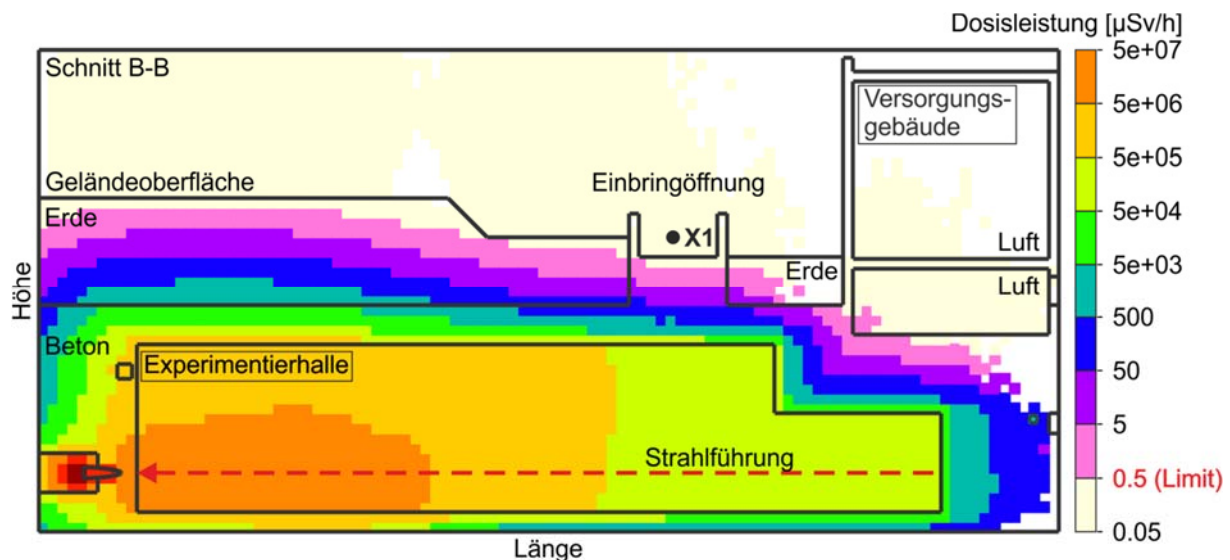 Dosisleistung [µSv/h]
Schnitt B-B
5e+07
Versorgungs-
gebäude
5e+06
5e+05
Geländeoberfläche
Einbringöffnung
Erde
5e+04
X1
Luft
5e+03
Erde
Luft
Höhe
500
Beton
Experimentierhalle
50
5
Strahlführung
0.5 (Limit)
0.05
Länge